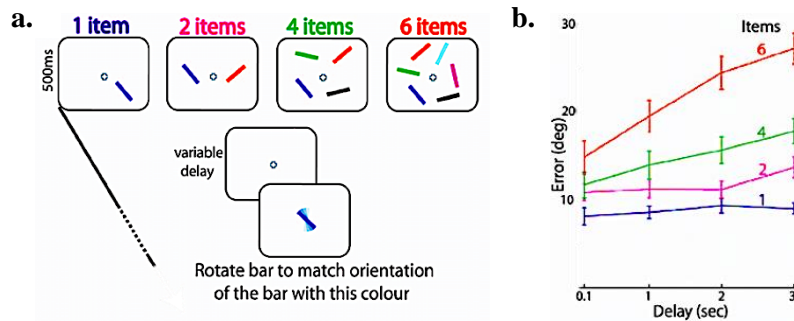 a.
1 item
2 items
4 items
6 items
500ms
variable
delay
Rotate bar to match orientation
of the bar with this colour
b.
30
20
10
0
Error (deg)
Items
6
4
2
1
0.1 1 2 3
Delay (sec)